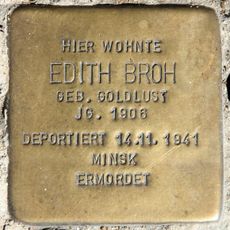 HIER WOHNTE
EDITH BROH
GEB. GOLDLUST
JG. 1906
DEPORTIERT 14.11.1941
MINSK
ERMORDET